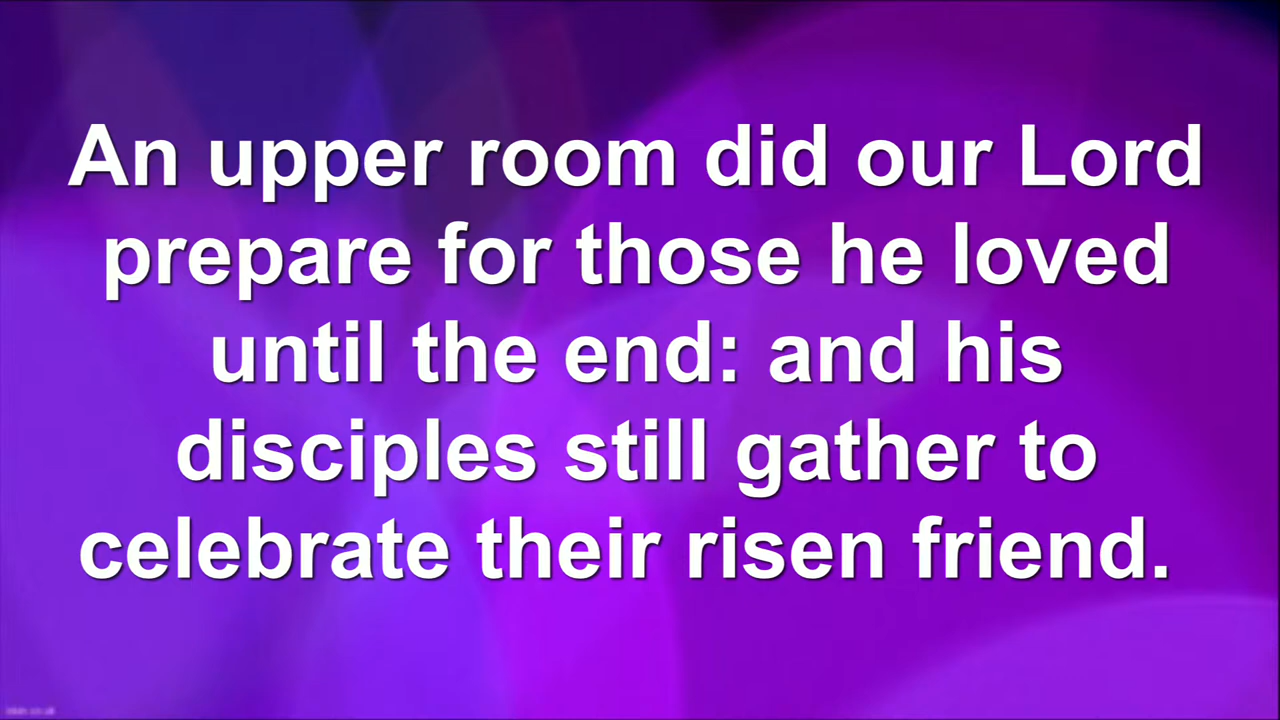 An upper room did our Lord
prepare for those he loved
until the end: and his
disciples still gather to
celebrate their risen friend.